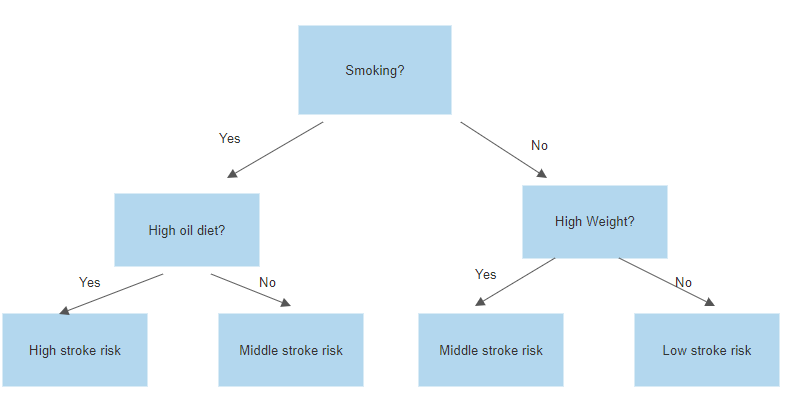 Smoking?
Yes
No
High oil diet?
High Weight?
Yes
No
Yes
No
High stroke risk
Middle stroke risk
Middle stroke risk
Low stroke risk